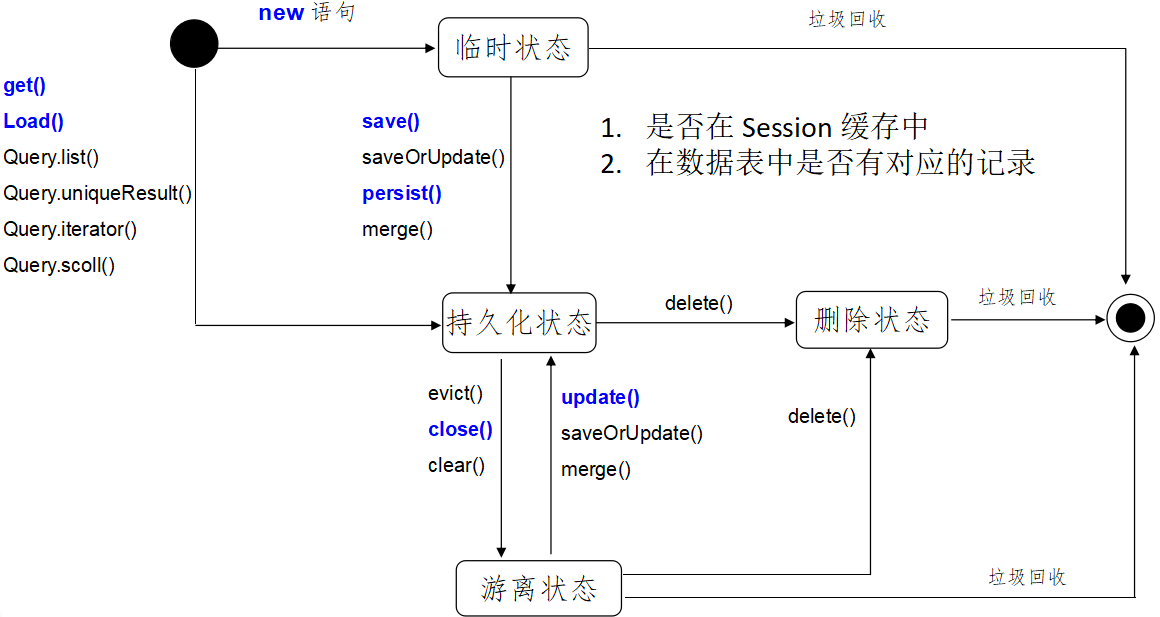 new 语句
垃圾回收
临时状态
get()
Load()
Query.list()
Query.uniqueResult()
Query.iterator()
Query.scoll()
save()
saveOrUpdate()
persist()
merge()
1. 是否在 Session 缓存中
2. 在数据表中是否有对应的记录
持久化状态
delete()
删除状态
垃圾回收
evict()
close()
clear()
update()
saveOrUpdate()
merge()
delete()
游离状态
垃圾回收